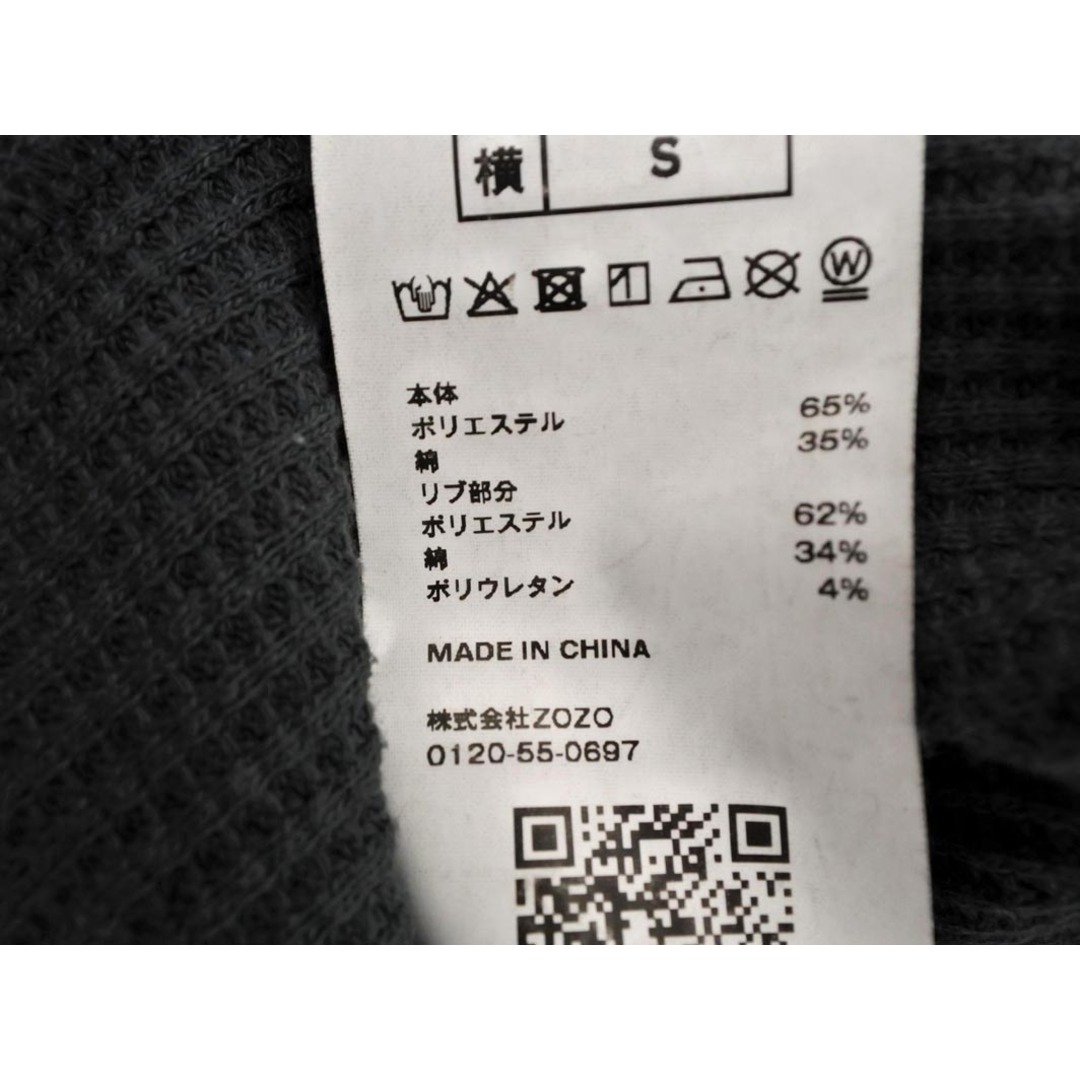 横 S
本体
ポリエステル 65%
綿 35%
リブ部分
ポリエステル 62%
綿 34%
ポリウレタン 4%
MADE IN CHINA
株式会社ZOZO
0120-55-0697